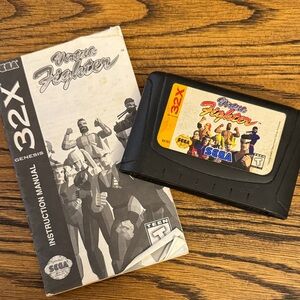 GENESIS
32X
INSTRUCTION MANUAL
Virtua
Fighter
TEEN
T
SEGA
32X
Virtua
Fighter
SEGA
SEGA